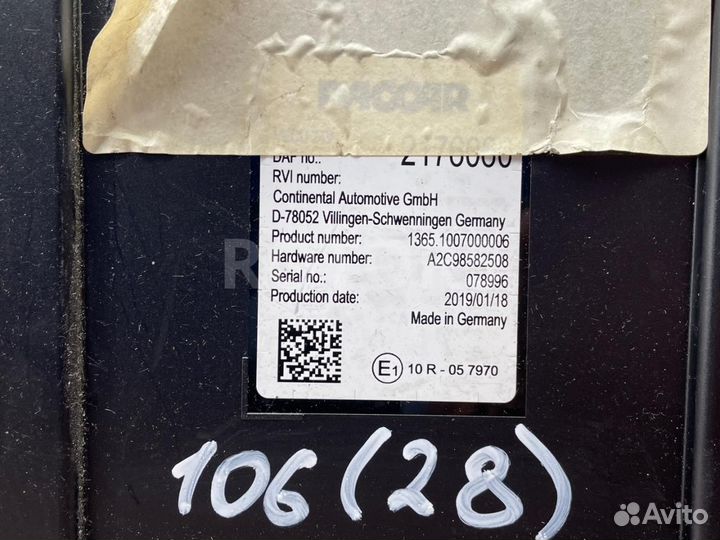 PACCAR
DAF no.:
RVI number:
Continental Automotive GmbH
D-78052 Villingen-Schwenningen Germany
Product number: 1365.1007000006
Hardware number: A2C98582508
Serial no.: 078996
Production date: 2019/01/18
Made in Germany
E1 10 R - 05 7970
106 (28)
Avito